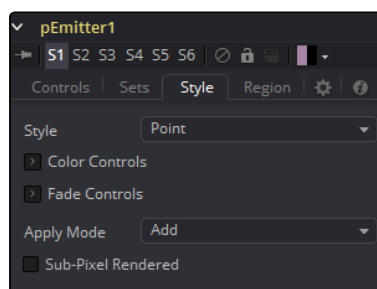 pEmitter1
S1 S2 S3 S4 S5 S6
Controls Sets Style Region
Style Point
Color Controls
Fade Controls
Apply Mode Add
Sub-Pixel Rendered